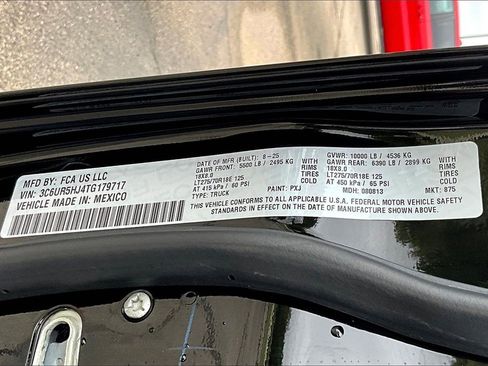 MFD BY: FCA US LLC
VIN: 3C6UR5HJ4TG179717
VEHICLE MADE IN: MEXICO
DATE OF MFR (BUILT): 8-25
GAWR FRONT: 5500 LB / 2495 KG
WITH
18X8.0
RIMS
LT275/70R18E 125
TIRES
AT 415 kPa / 60 PSI
COLD
TYPE: TRUCK
PAINT: PXJ
GVWR: 10000 LB / 4536 KG
GAWR REAR: 6390 LB / 2899 KG
WITH
18X8.0
RIMS
LT275/70R18E 125
TIRES
AT 450 kPa / 65 PSI
COLD
MDH: 080813
MKT: 875
THIS VEHICLE CONFORMS TO ALL APPLICABLE U.S.A. FEDERAL MOTOR VEHICLE SAFETY
STANDARDS IN EFFECT ON THE DATE OF MANUFACTURE SHOWN ABOVE.